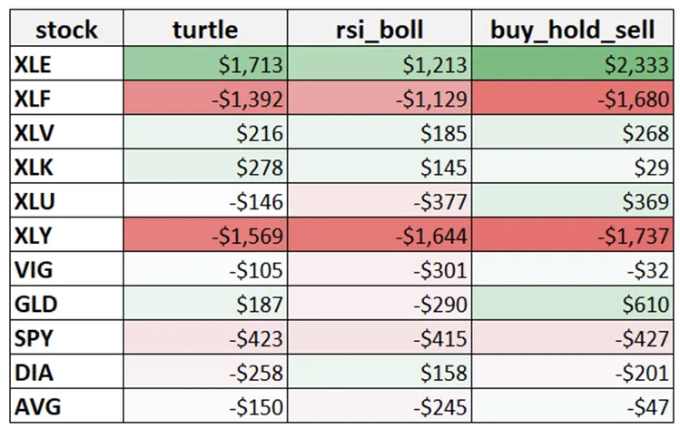 stock turtle rsi_boll buy_hold_sell
XLE $1,713 $1,213 $2,333
XLF -$1,392 -$1,129 -$1,680
XLV $216 $185 $268
XLK $278 $145 $29
XLU -$146 -$377 $369
XLY -$1,569 -$1,644 -$1,737
VIG -$105 -$301 -$32
GLD $187 -$290 $610
SPY -$423 -$415 -$427
DIA -$258 $158 -$201
AVG -$150 -$245 -$47